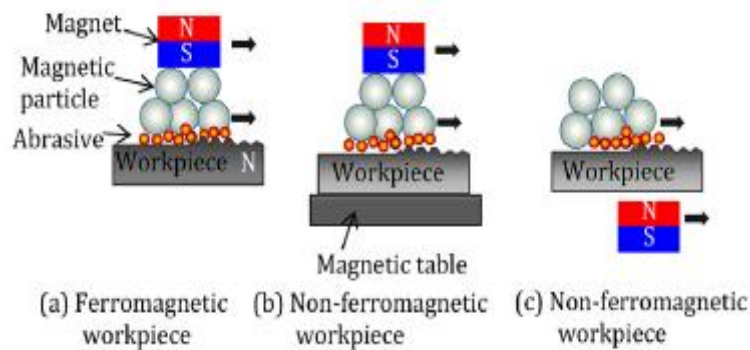 Magnet
N
S
Magnetic
particle
Abrasive
Workpiece N
N
S
Workpiece
Magnetic table
Workpiece
N
S
(a) Ferromagnetic
workpiece
(b) Non-ferromagnetic
workpiece
(c) Non-ferromagnetic
workpiece